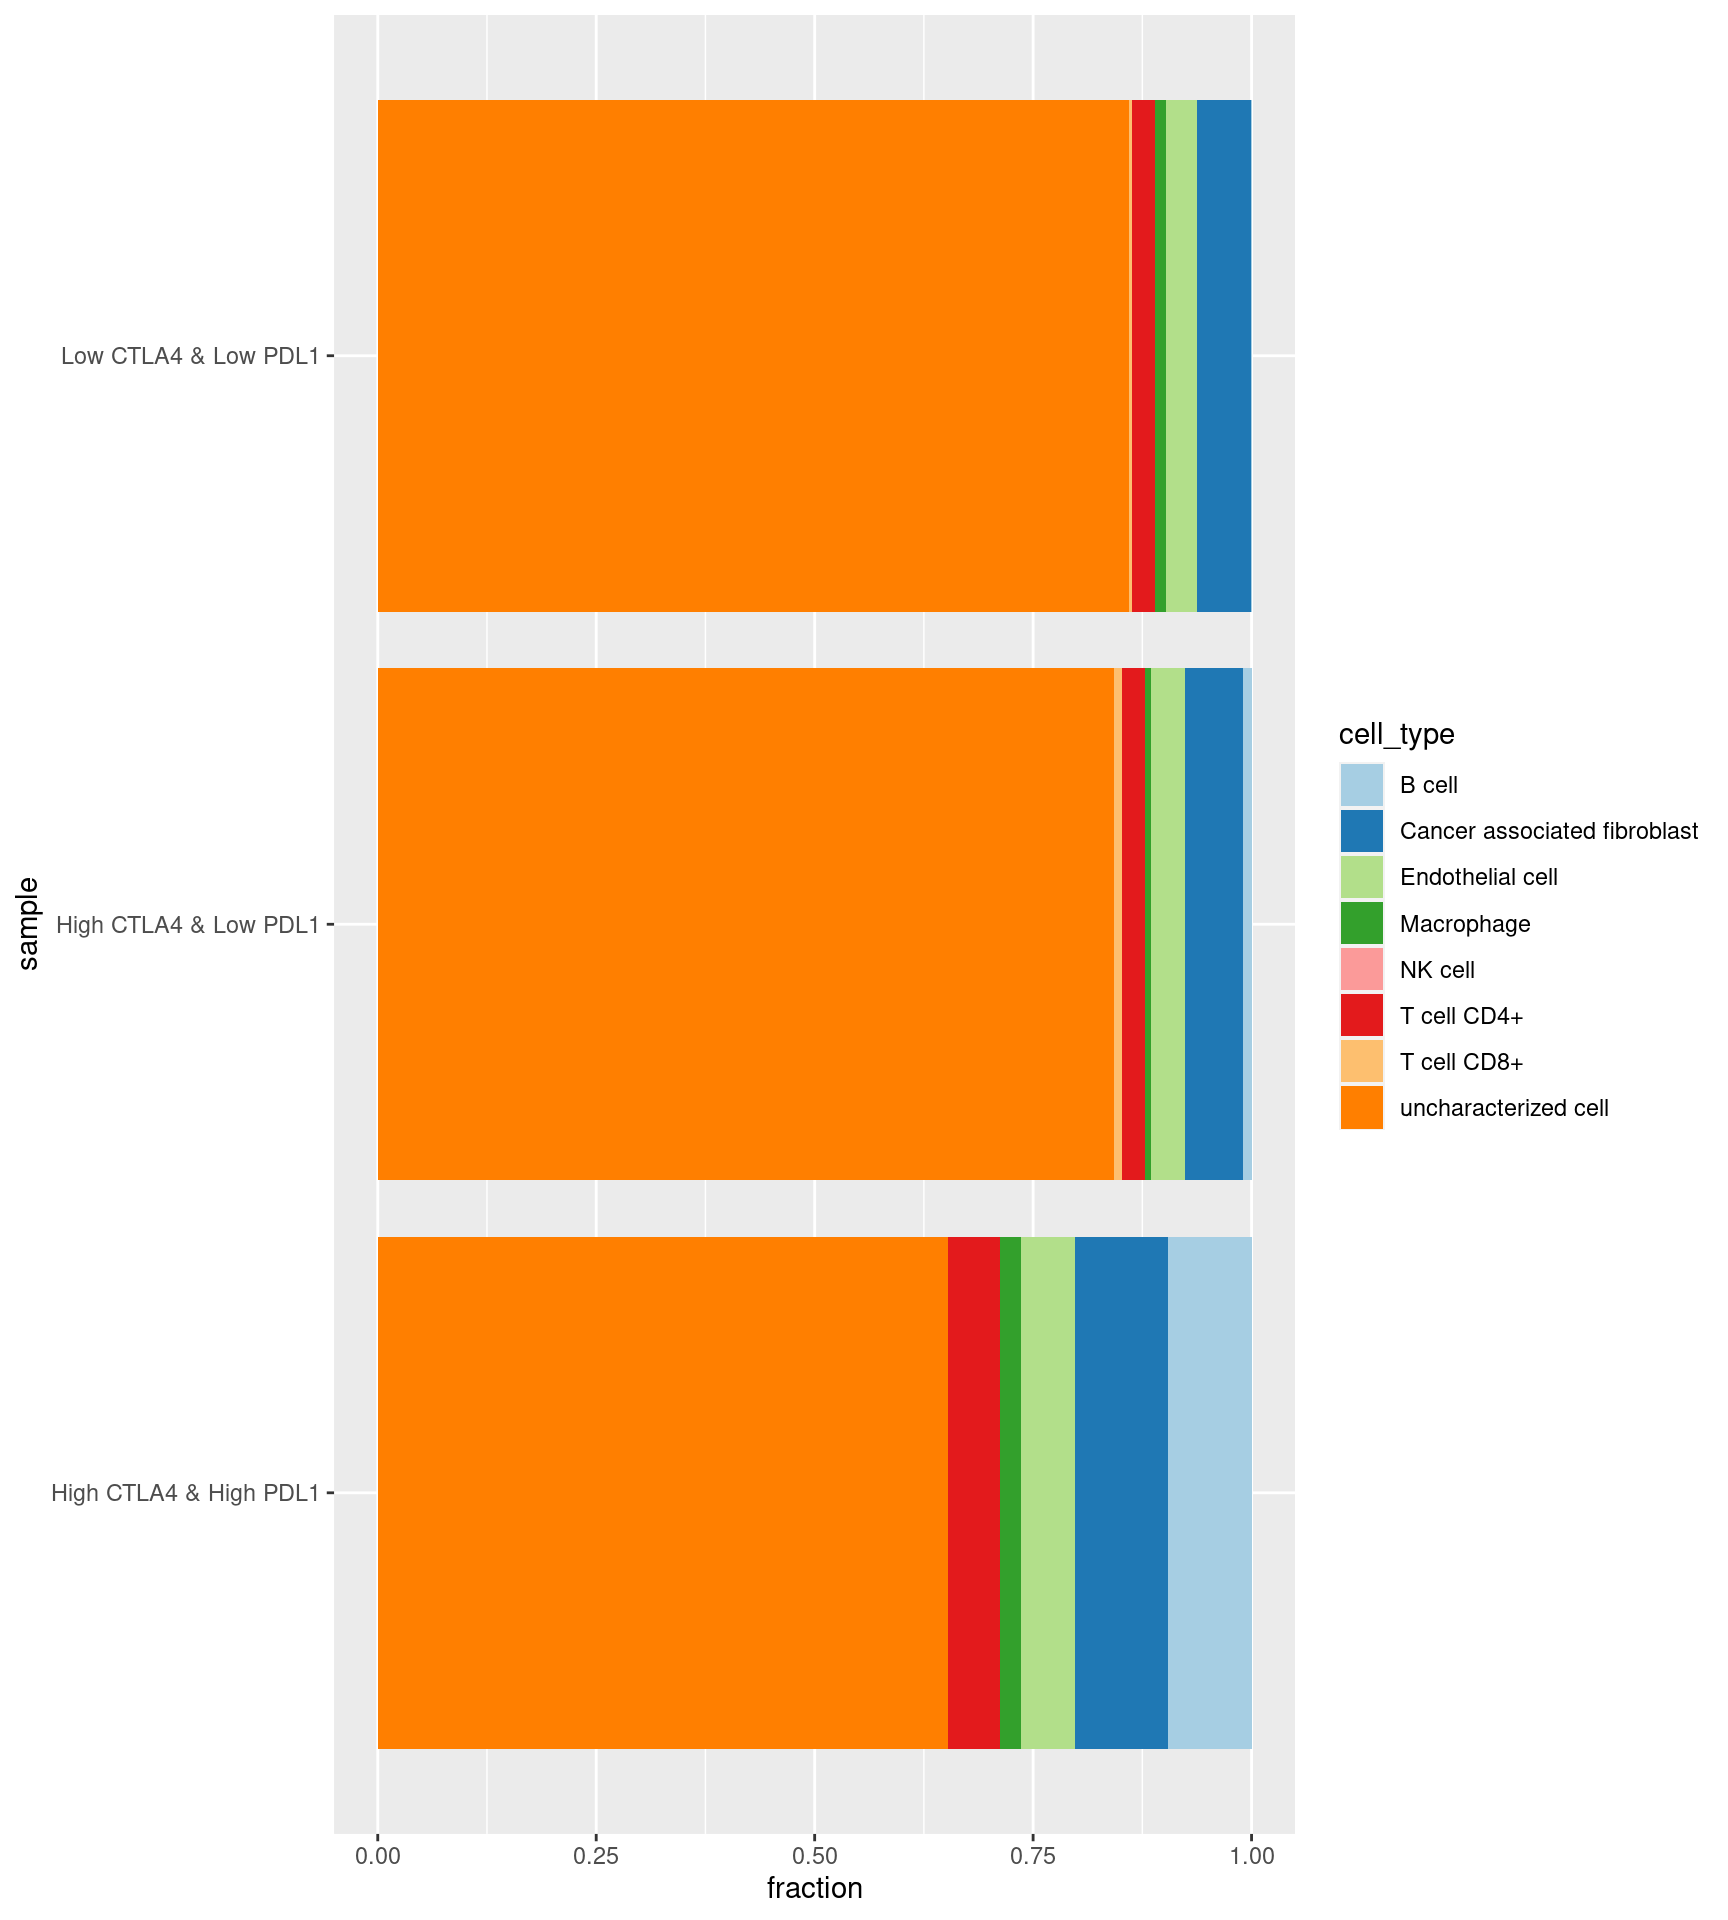 Low CTLA4 & Low PDL1
High CTLA4 & Low PDL1
High CTLA4 & High PDL1
sample
0.00
0.25
0.50
0.75
1.00
fraction
cell_type
B cell
Cancer associated fibroblast
Endothelial cell
Macrophage
NK cell
T cell CD4+
T cell CD8+
uncharacterized cell